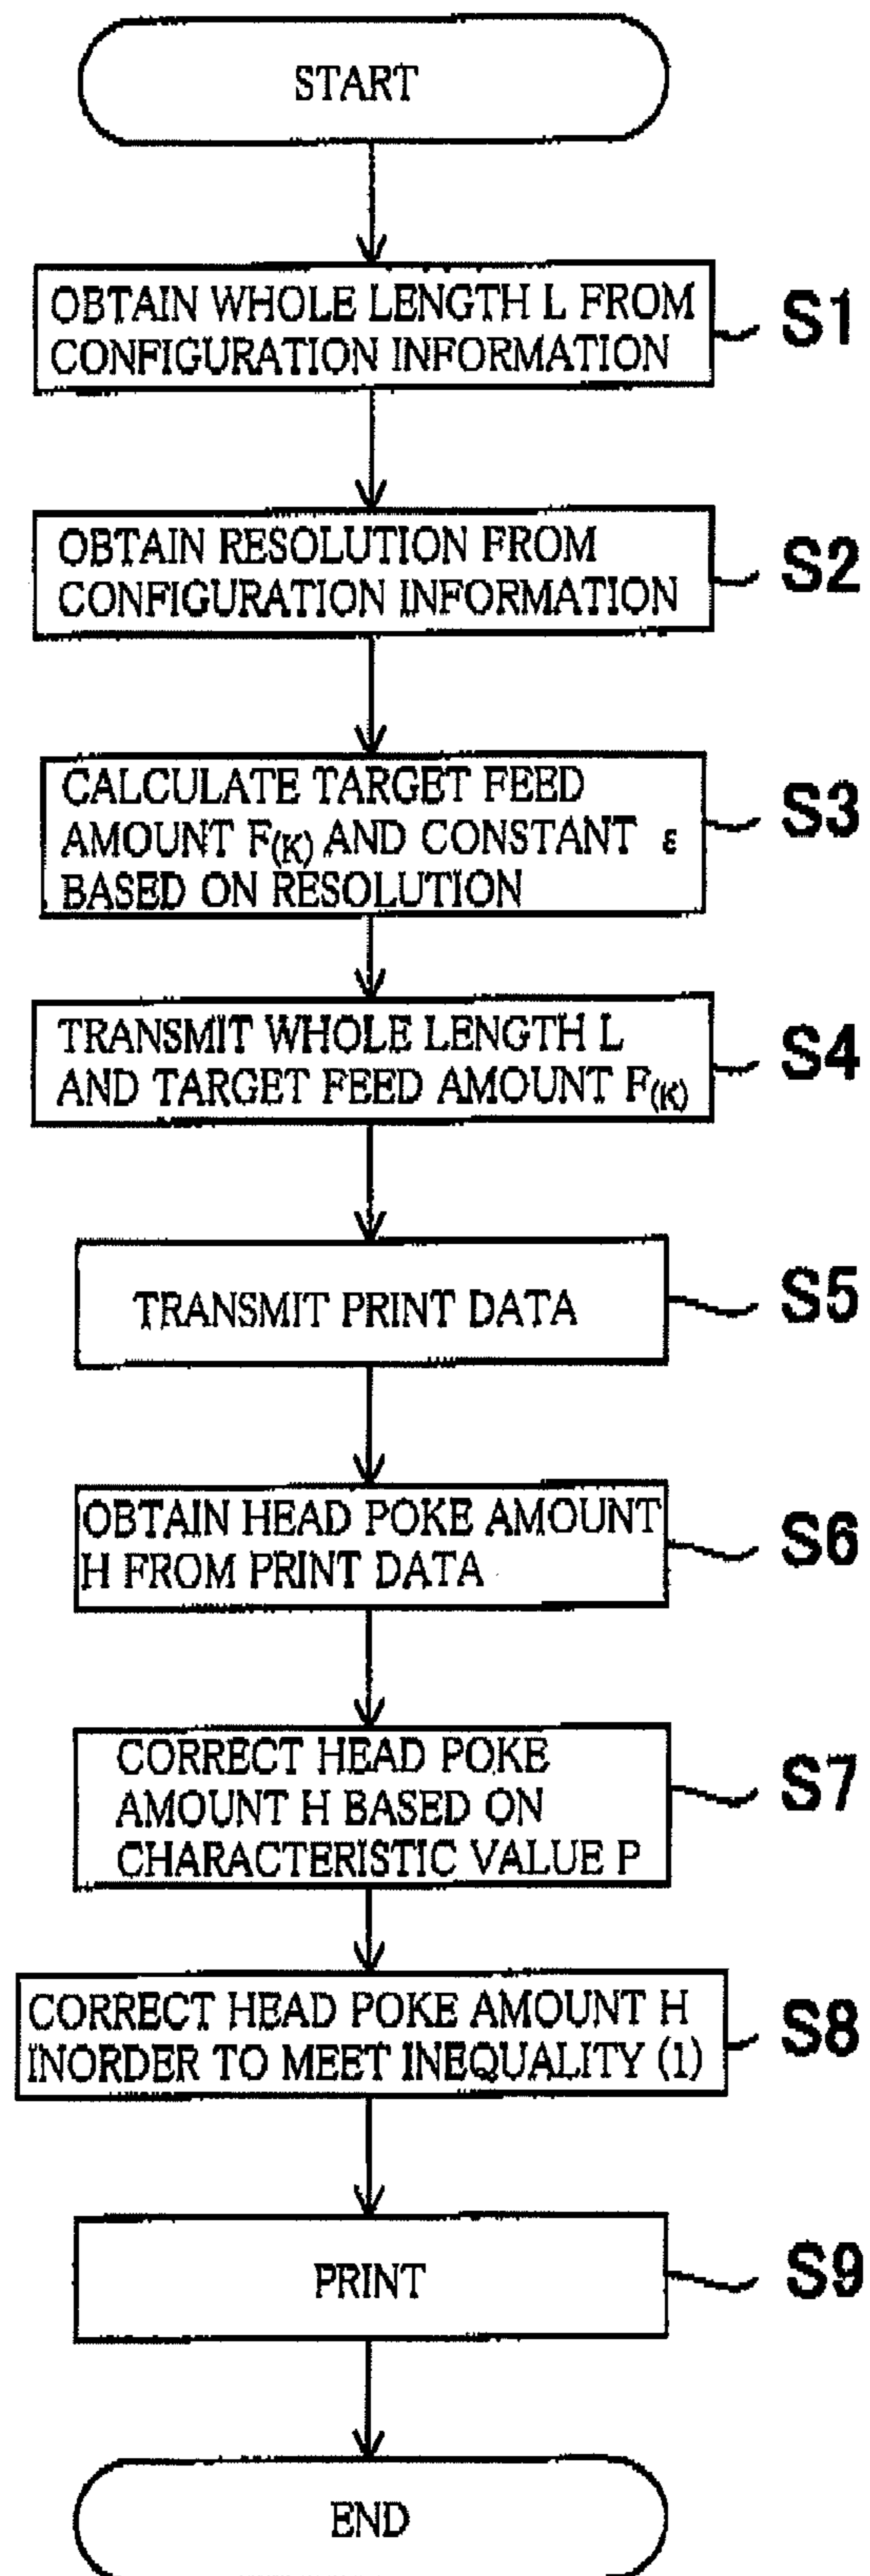 START
OBTAIN WHOLE LENGTH L FROM
CONFIGURATION INFORMATION
S1
OBTAIN RESOLUTION FROM
CONFIGURATION INFORMATION
S2
CALCULATE TARGET FEED
AMOUNT F(K) AND CONSTANT ε
BASED ON RESOLUTION
S3
TRANSMIT WHOLE LENGTH L
AND TARGET FEED AMOUNT F(K)
S4
TRANSMIT PRINT DATA
S5
OBTAIN HEAD POKE AMOUNT
H FROM PRINT DATA
S6
CORRECT HEAD POKE
AMOUNT H BASED ON
CHARACTERISTIC VALUE P
S7
CORRECT HEAD POKE AMOUNT H
INORDER TO MEET INEQUALITY (1)
S8
PRINT
S9
END